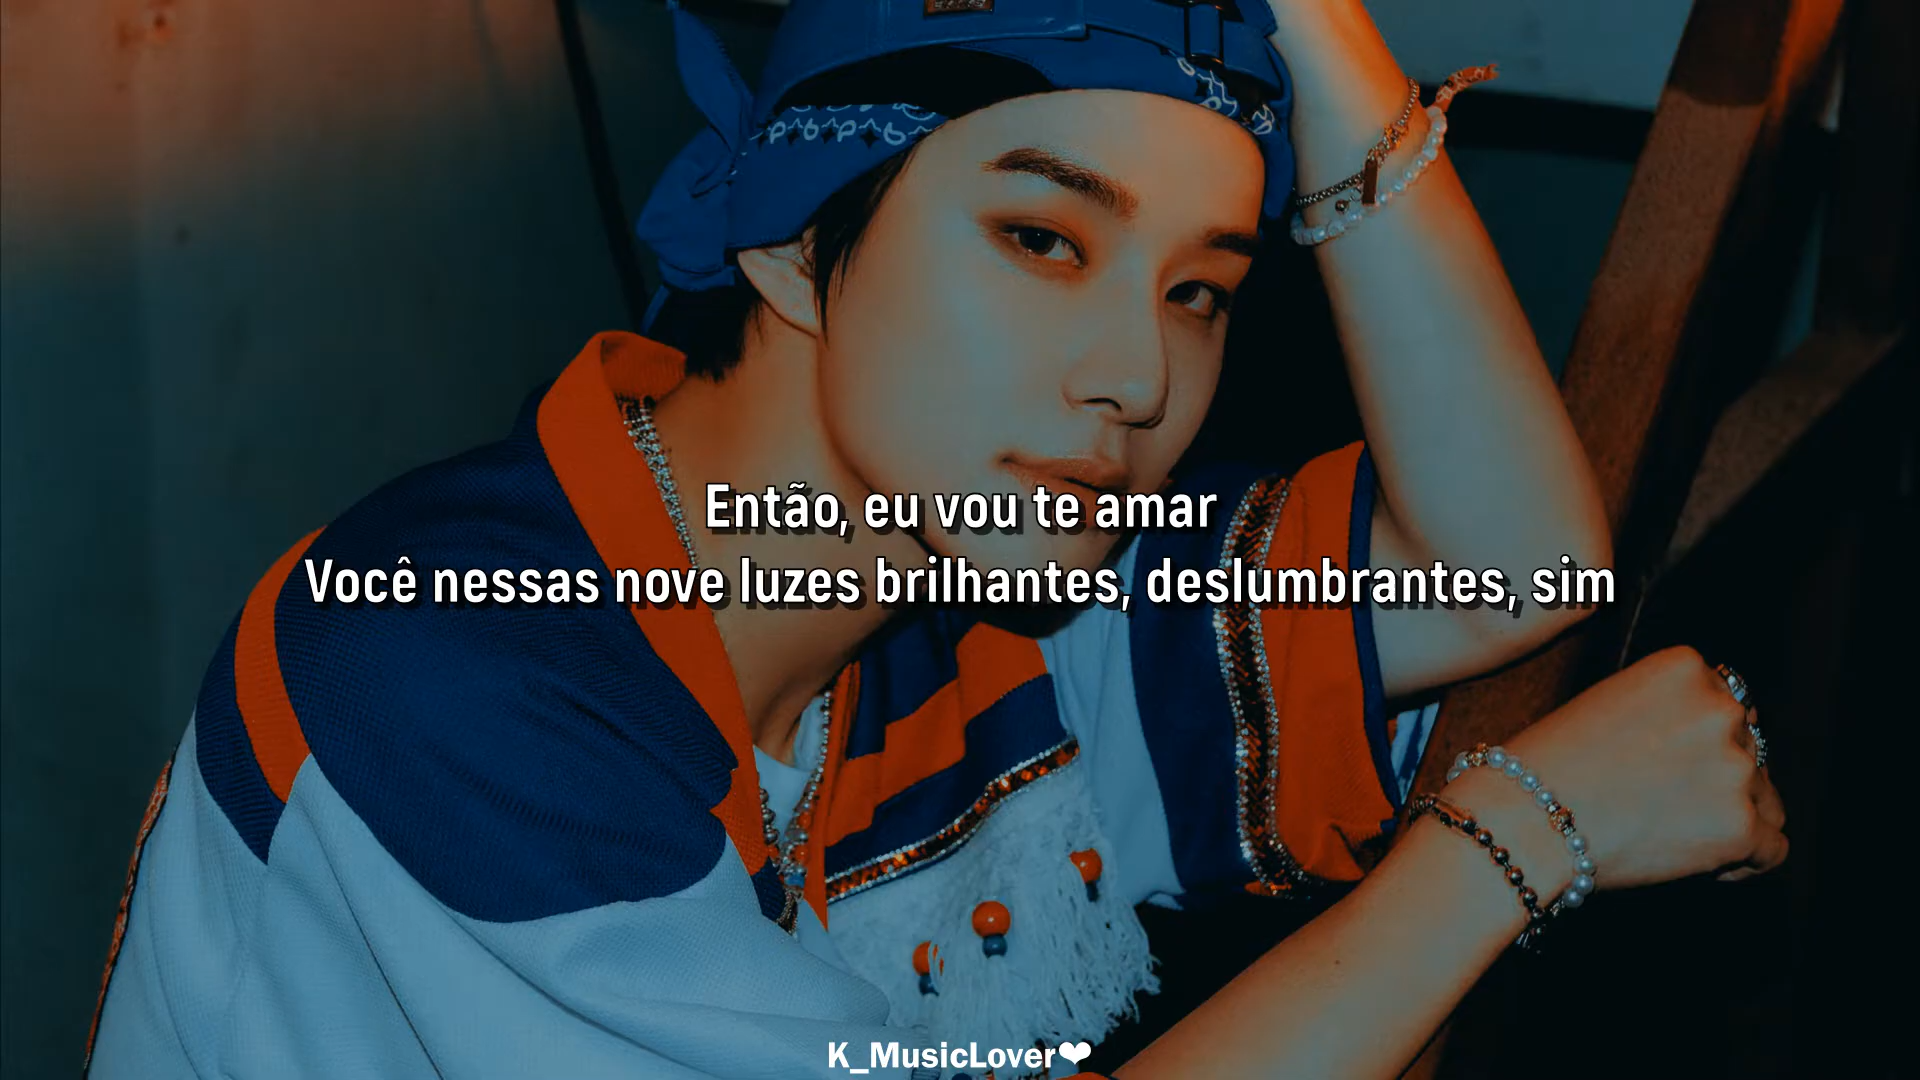 Então, eu vou te amar
Você nessas nove luzes brilhantes, deslumbrantes, sim
K_MusicLover❤